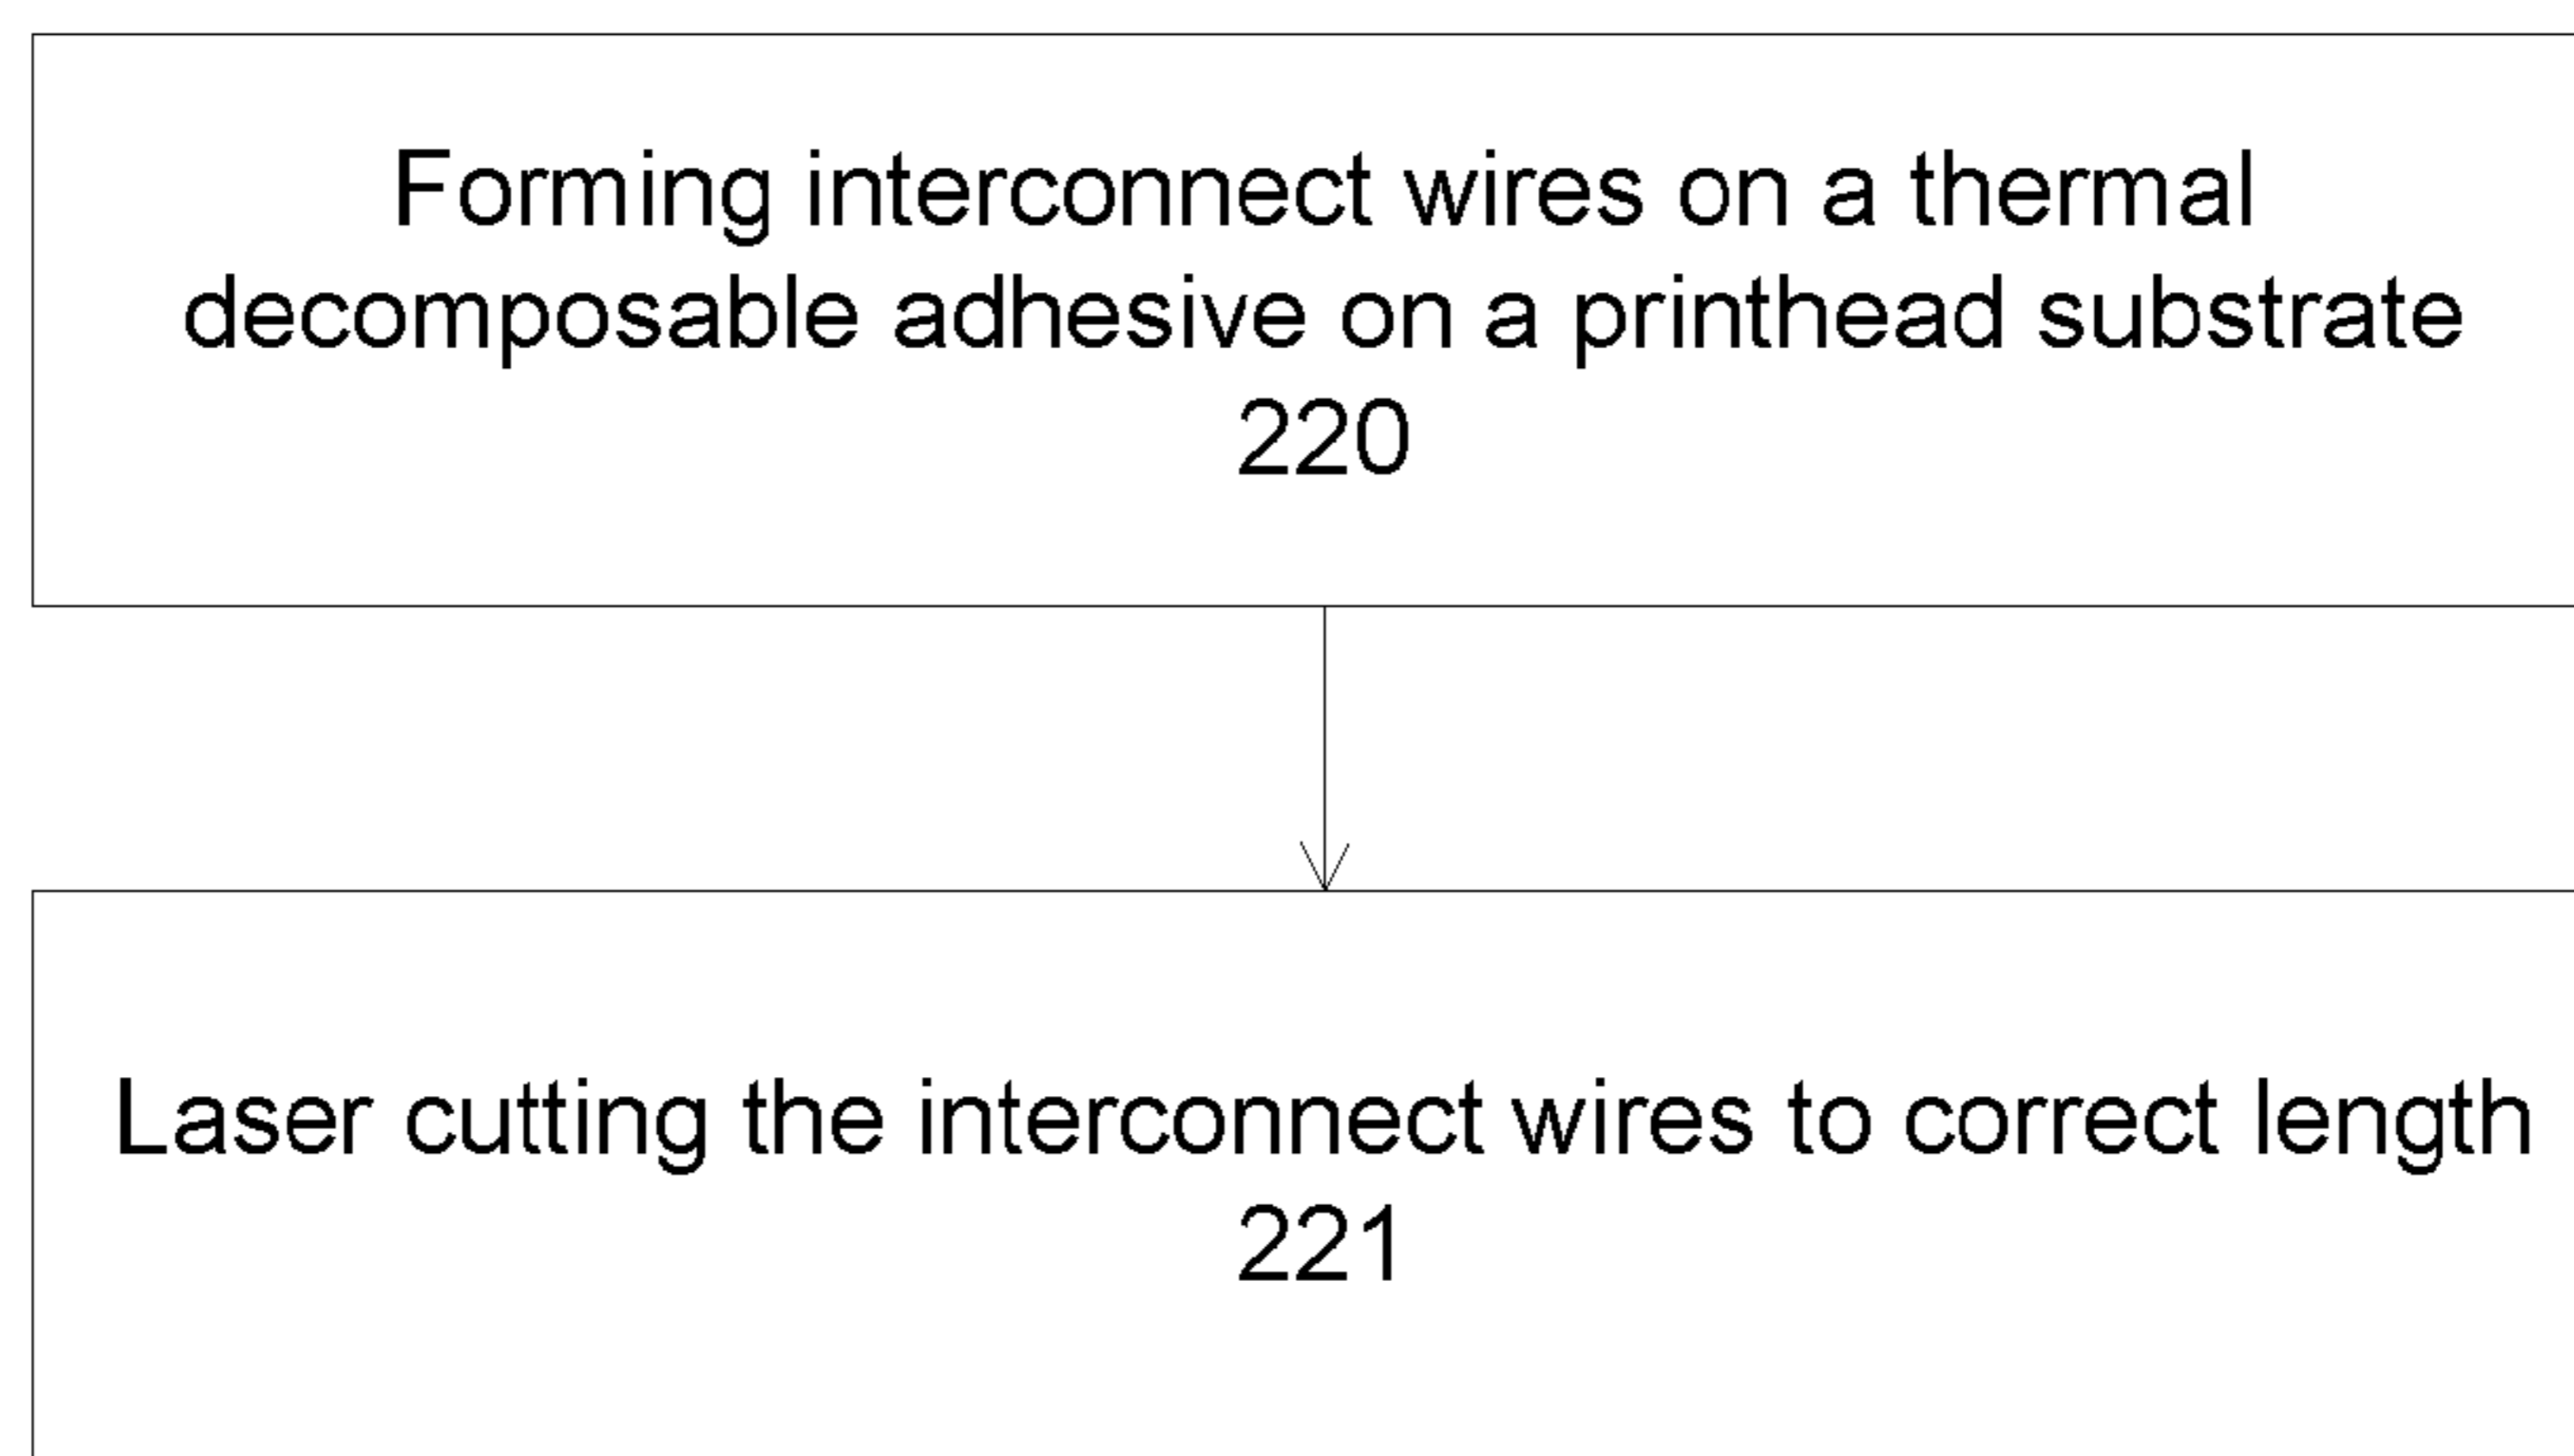 Forming interconnect wires on a thermal
decomposable adhesive on a printhead substrate
220
Laser cutting the interconnect wires to correct length
221